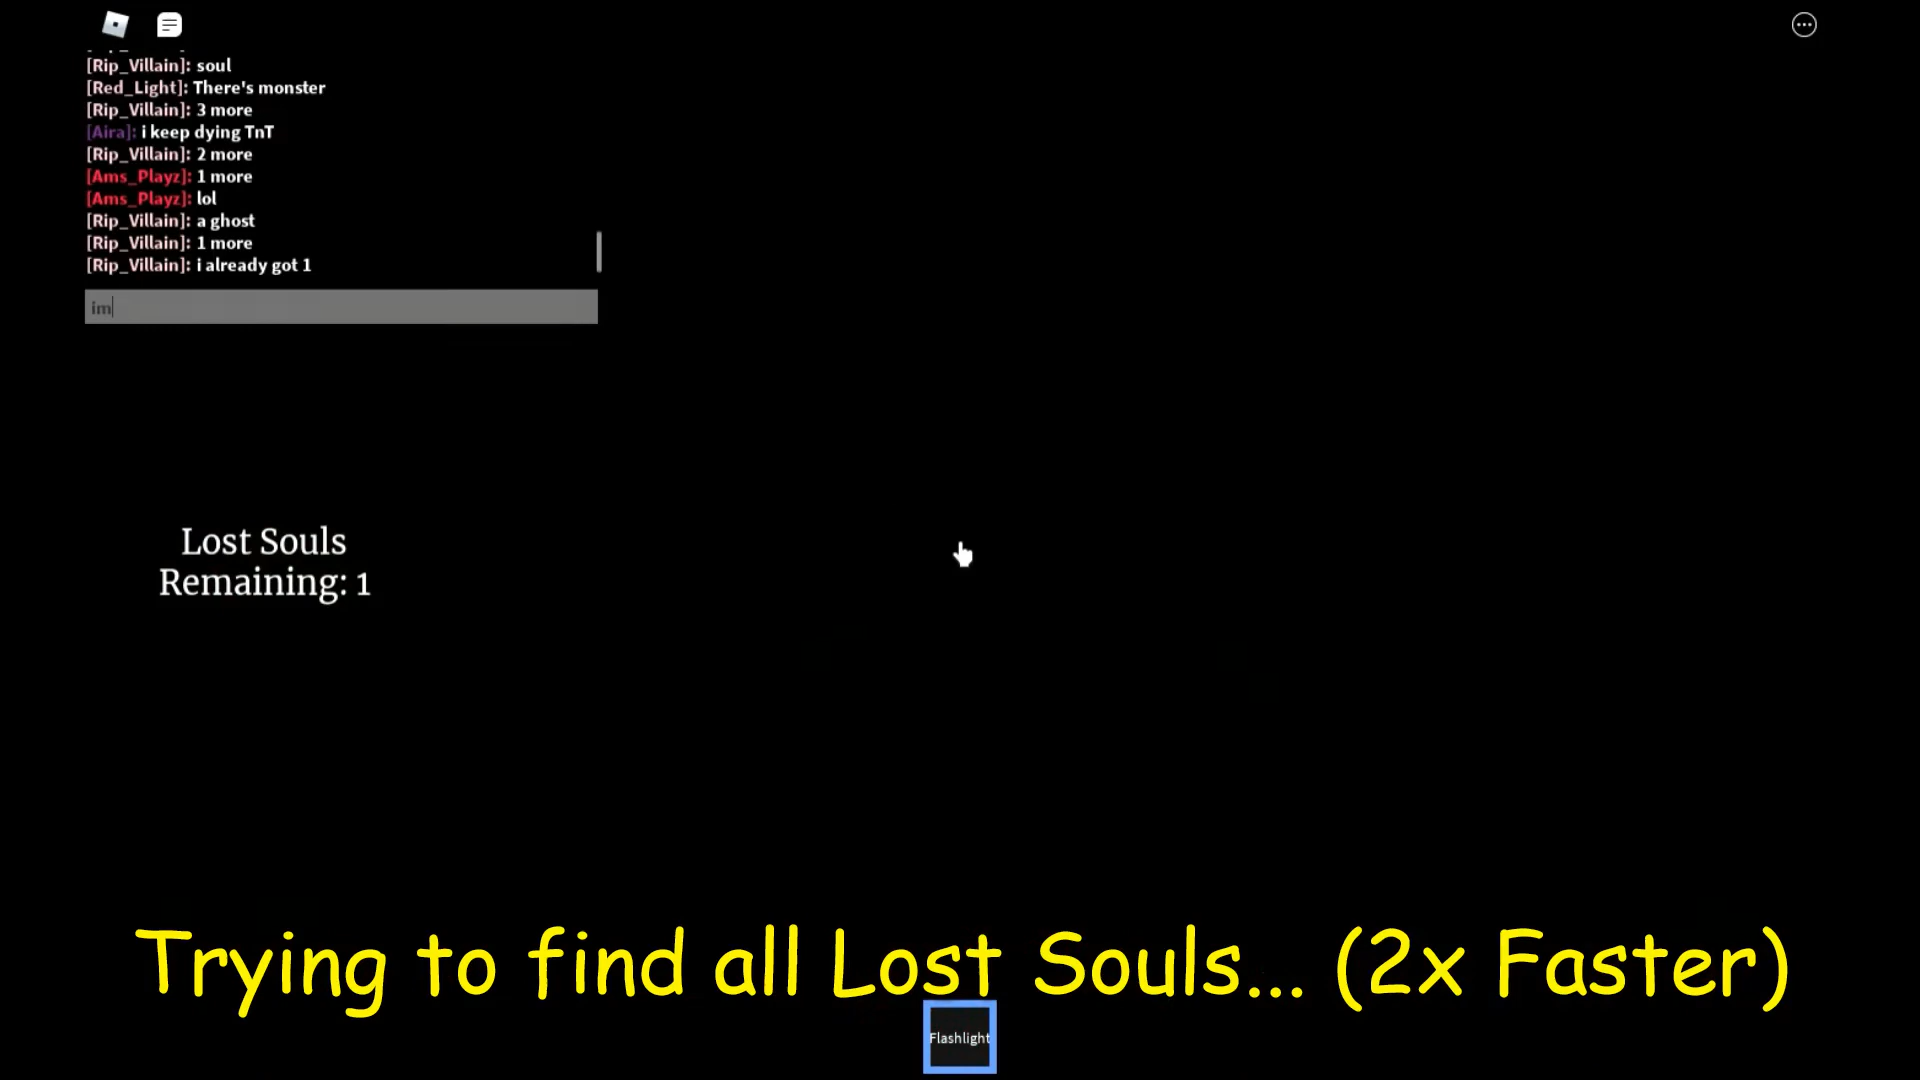 [Rip_Villain]: soul
[Red_Light]: There's monster
[Rip_Villain]: 3 more
[Aira]: i keep dying TnT
[Rip_Villain]: 2 more
[Ams_Playz]: 1 more
[Ams_Playz]: lol
[Rip_Villain]: a ghost
[Rip_Villain]: 1 more
[Rip_Villain]: i already got 1
im
Lost Souls
Remaining: 1
Trying to find all Lost Souls... (2x Faster)
Flashlight